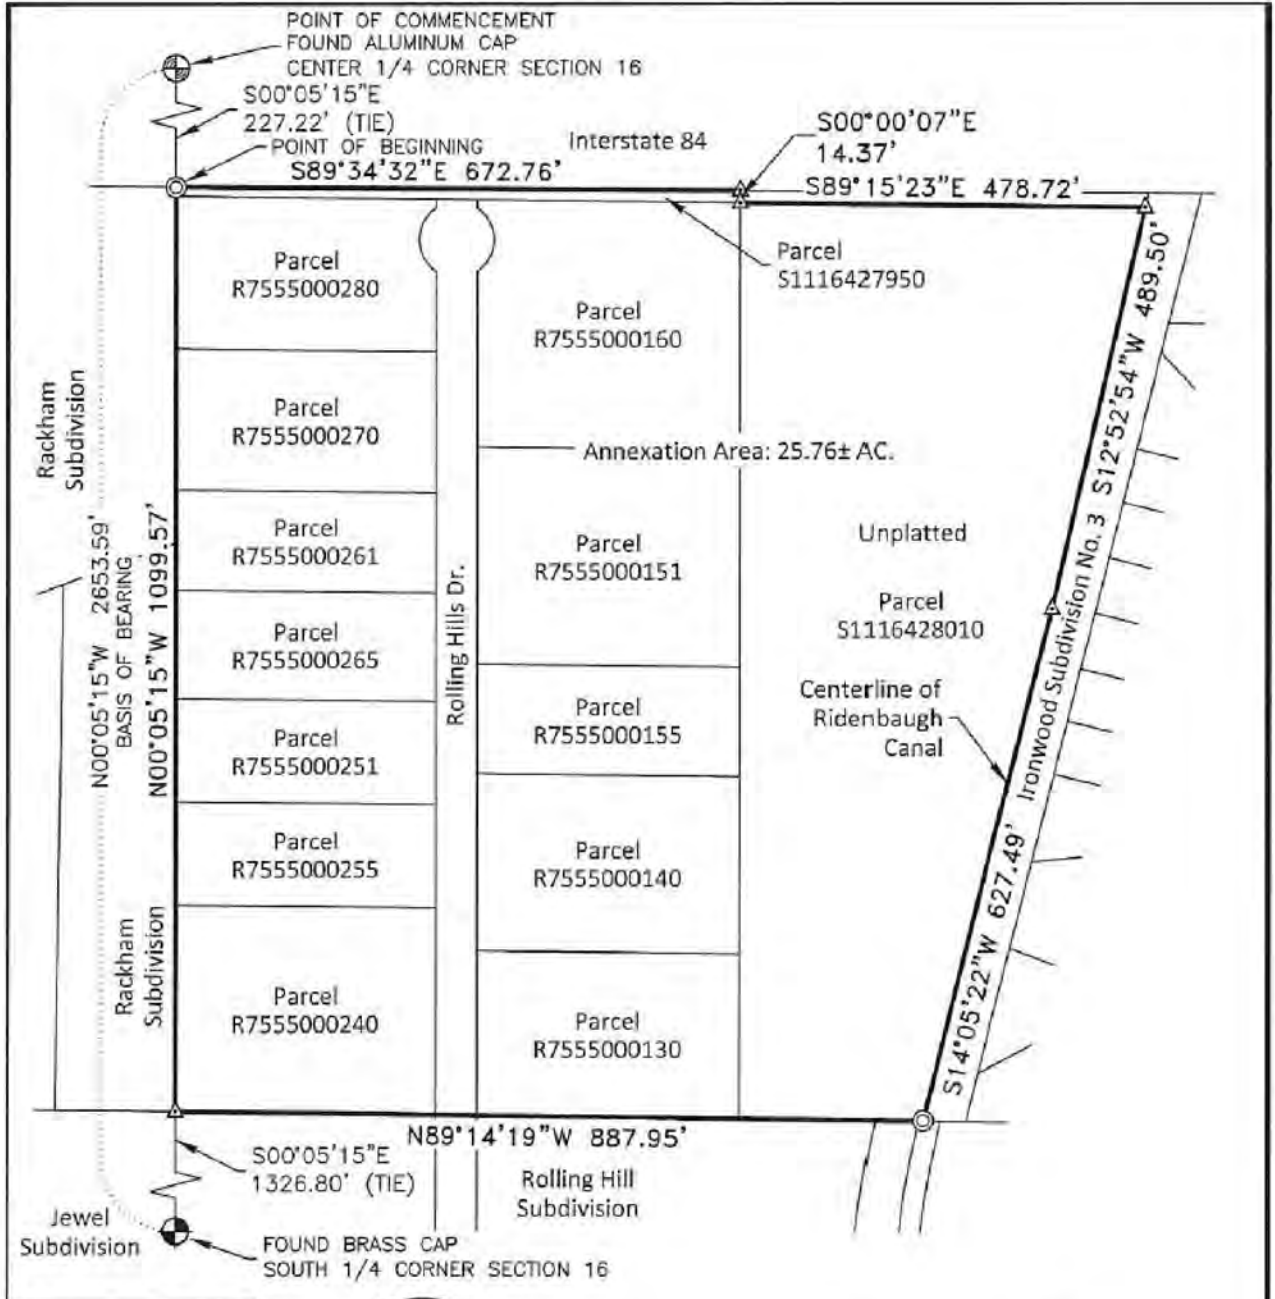 POINT OF COMMENCEMENT
FOUND ALUMINUM CAP
CENTER 1/4 CORNER SECTION 16
S00°05'15"E
227.22' (TIE)
POINT OF BEGINNING
Interstate 84
S89°34'32"E 672.76'
S00°00'07"E
14.37'
S89°15'23"E 478.72'
Parcel
S1116427950
Parcel
R7555000280
Parcel
R7555000160
S12°52'54"W 489.50'
Rackham
Subdivision
Parcel
R7555000270
Annexation Area: 25.76± AC.
Parcel
R7555000261
Parcel
R7555000151
Unplatted
Parcel
S1116428010
N00°05'15"W 2653.59'
BASIS OF BEARING
N00°05'15"W 1099.57'
Parcel
R7555000265
Rolling Hills Dr.
Ironwood Subdivision No. 3
Centerline of
Ridenbaugh
Canal
Parcel
R7555000155
Parcel
R7555000251
Parcel
R7555000255
Parcel
R7555000140
S14°05'22"W 627.49'
Rackham
Subdivision
Parcel
R7555000240
Parcel
R7555000130
N89°14'19"W 887.95'
S00°05'15"E
1326.80' (TIE)
Rolling Hill
Subdivision
Jewel
Subdivision
FOUND BRASS CAP
SOUTH 1/4 CORNER SECTION 16